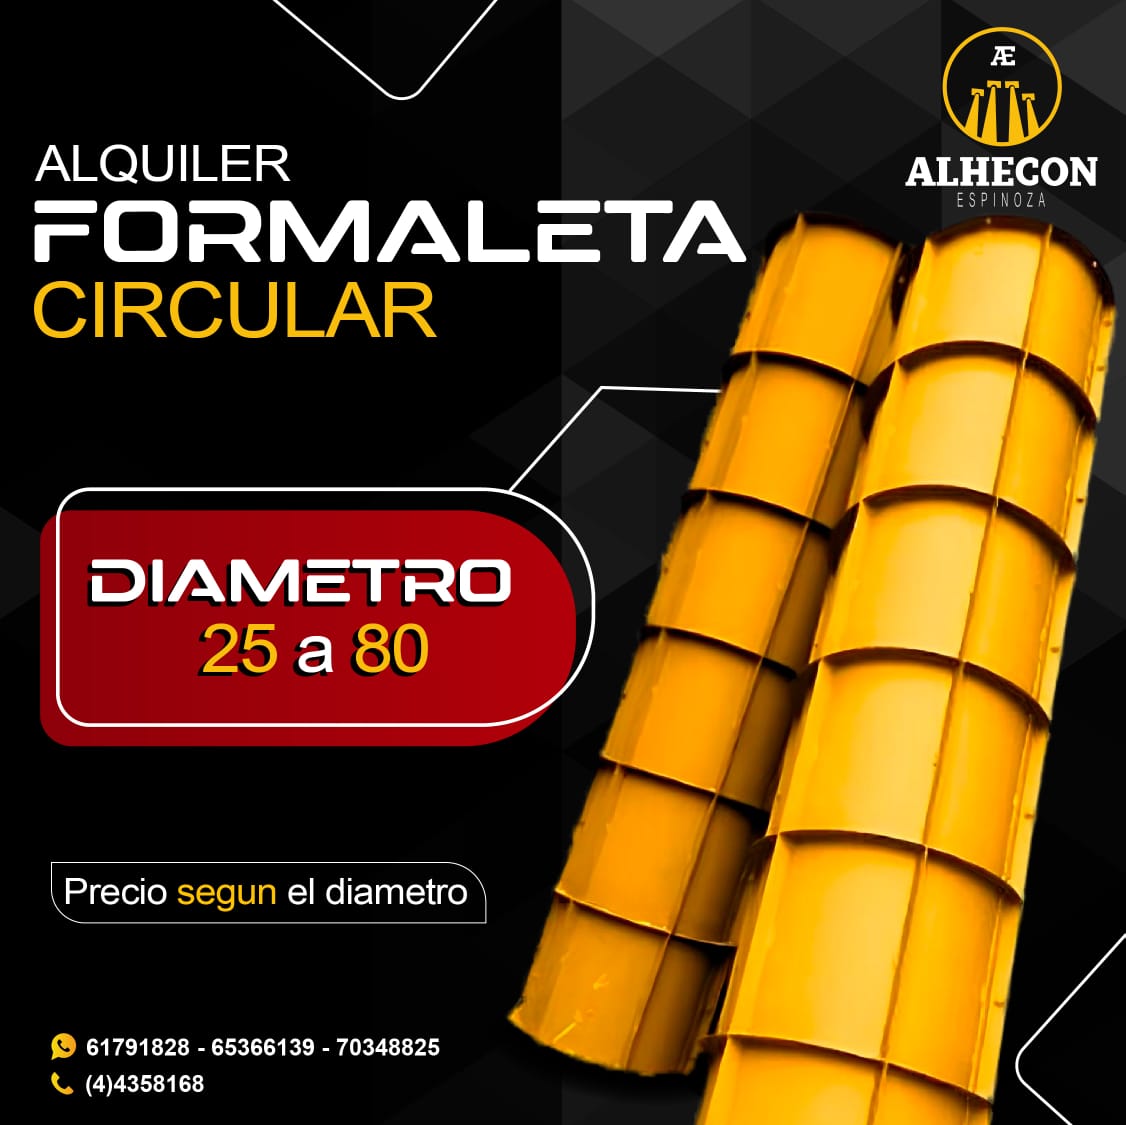 ÆE
ALHECON
ESPINOZA
ALQUILER
FORMALETA
CIRCULAR
DIAMETRO
25 a 80
Precio segun el diametro
61791828 - 65366139 - 70348825
(4)4358168